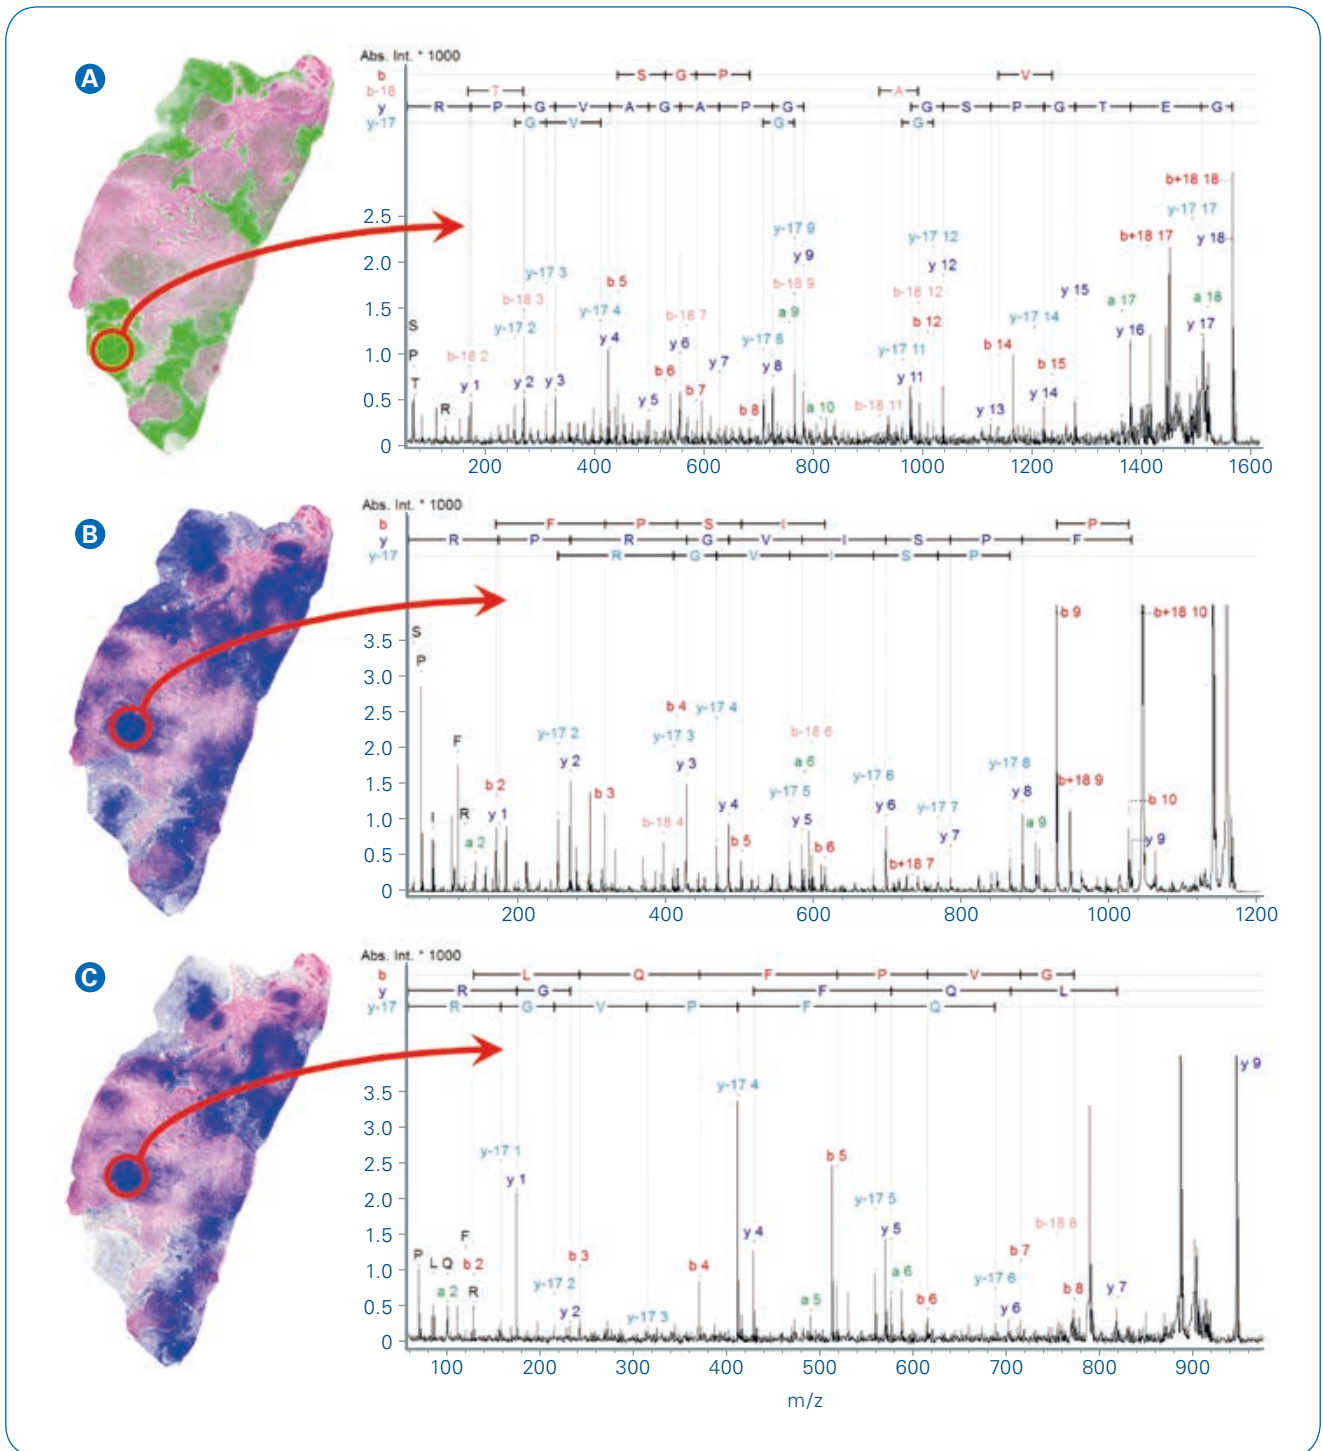 A
Abs. Int. * 1000
b S G P V
b-18 T A
y R P G V A G A P G G S P G T E G
y-17 G V G G
b+18 18
y-17 17
2.5
y-17 9 y-17 12 b+18 17 y 18
y 9 y 12
2.0
y-17 3 b 5 b-18 9 b-18 12 y 15
b-18 3 a 17 a 18
1.5
y-17 4 b-18 7 a 9 b 12 y-17 14
S y-17 2 y 4 y 6 y-17 8 y-17 11 b 14 y 16 y 17
1.0
P b-18 2 b 6 y 7 y 8 b 15
T y 1 y 2 y 3 b 7 y 11 y 14
0.5
R y 5 b 8 a 10 b-18 11 y 13
0
200 400 600 800 1000 1200 1400 1600
B
Abs. Int. * 1000
b F P S I P
y R P R G V I S P F
y-17 R G V I S P
S b 9 b+18 10
3.5
P
3.0
b 4 y-17 4
2.5
F y-17 2 y-17 3 b-18 6
2.0
y 2 y 3 a 6 y-17 6 y-17 8
b 2 b 3 y-17 5 b+18 9
1.5
I R y 1 y 4 y 5 y 6 y-17 7 y 8 b 10
1.0
a 2 b-18 4 b 5 b 6 y 7 a 9 y 9
0.5
b+18 7
0
200 400 600 800 1000 1200
C
Abs. Int. * 1000
b L Q F P V G
y R G F Q L
y-17 R G V P F Q
y 9
y-17 4
3.5
3.0
y-17 1 b 5
2.5
y 1 y-17 5
2.0
F y 4 y 5 b-18 8
1.5
P L Q b 2 b 3 b 4 a 6 b 7
1.0
a 2 R y-17 2 y-17 6 b 8 y 7
0.5
y 2 y-17 3 a 5 b 6 y 6
0
100 200 300 400 500 600 700 800 900
m/z